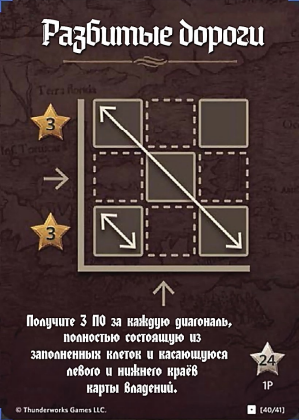 Разбитые дороги
3
3
Получите 3 ПО за каждую диагональ,
полностью состоящую из
заполненных клеток и касающуюся
левого и нижнего краёв
карты владений.
24
1P
© Thunderworks Games LLC.
[40/41]